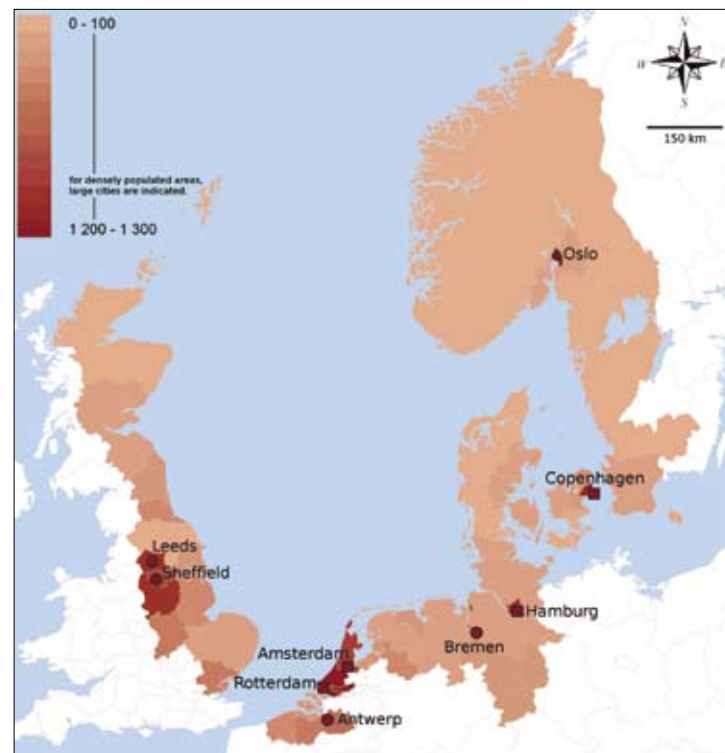 0 - 100
for densely populated areas,
large cities are indicated.
1 200 - 1 300
N
W
S
150 km
Oslo
Copenhagen
Leeds
Sheffield
Hamburg
Amsterdam
Bremen
Rotterdam
Antwerp